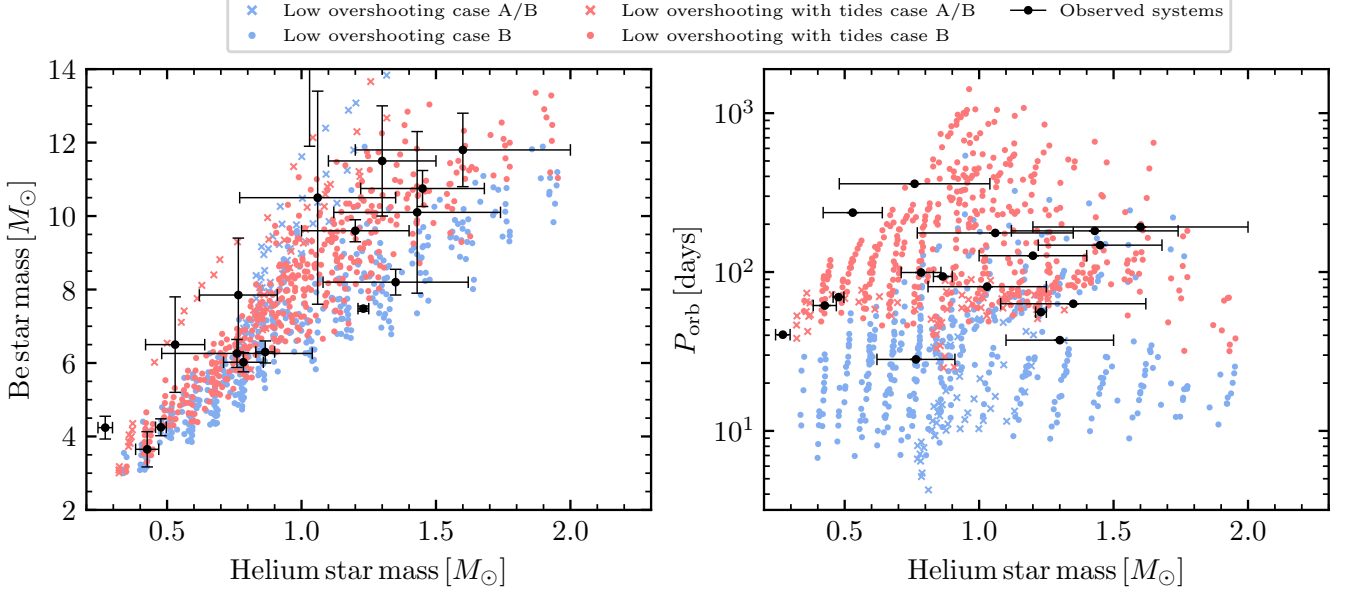 Low overshooting case A/B Low overshooting with tides case A/B Observed systems
Low overshooting case B Low overshooting with tides case B
14
12
10
8
6
4
2
Be star mass [M⊙]
0.5 1.0 1.5 2.0
Helium star mass [M⊙]
10³
10²
10¹
P_orb [days]
0.5 1.0 1.5 2.0
Helium star mass [M⊙]